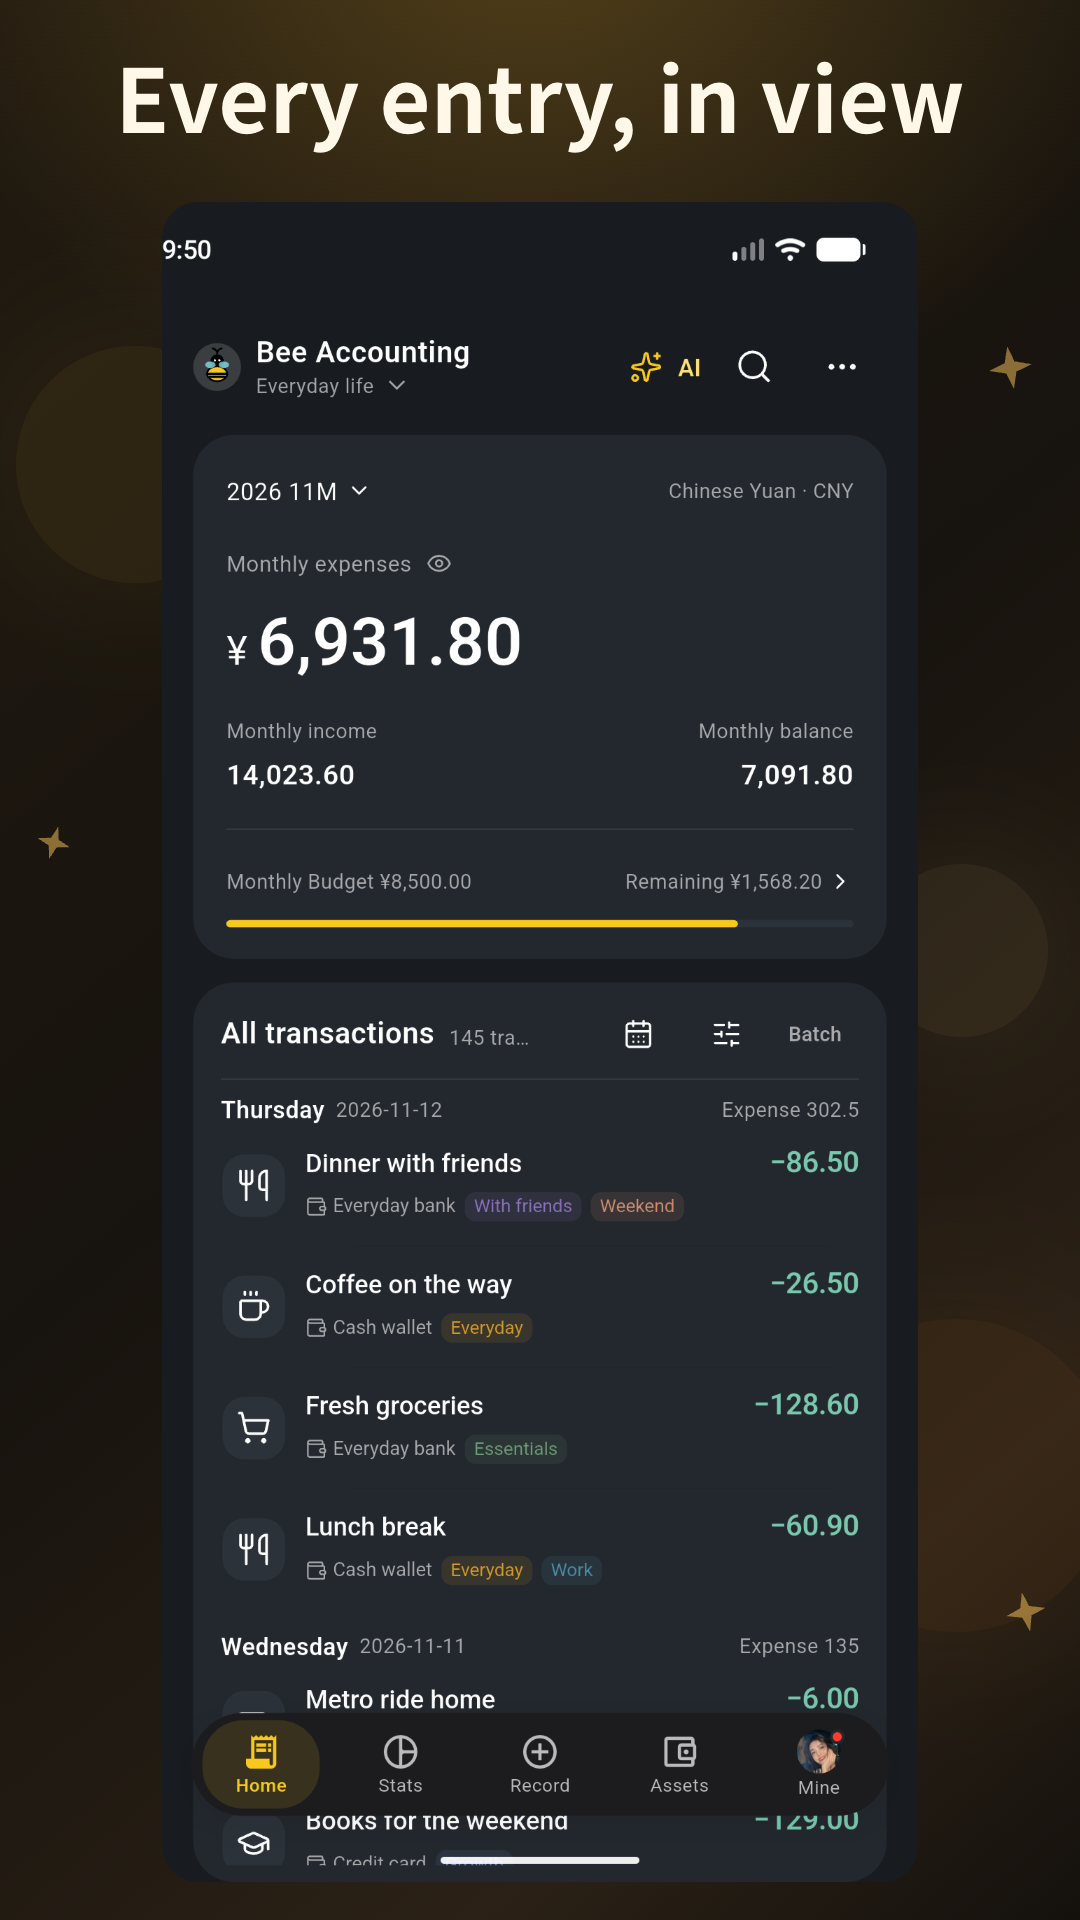 Every entry, in view
9:50
Bee Accounting
Everyday life
AI
2026 11M
Chinese Yuan · CNY
Monthly expenses
¥ 6,931.80
Monthly income
Monthly balance
14,023.60
7,091.80
Monthly Budget ¥8,500.00
Remaining ¥1,568.20
All transactions 145 tra...
Batch
Thursday 2026-11-12
Expense 302.5
Dinner with friends
−86.50
Everyday bank With friends Weekend
Coffee on the way
−26.50
Cash wallet Everyday
Fresh groceries
−128.60
Everyday bank Essentials
Lunch break
−60.90
Cash wallet Everyday Work
Wednesday 2026-11-11
Expense 135
Metro ride home
−6.00
Home
Stats
Record
Assets
Mine
Books for the weekend
−129.00
Credit card